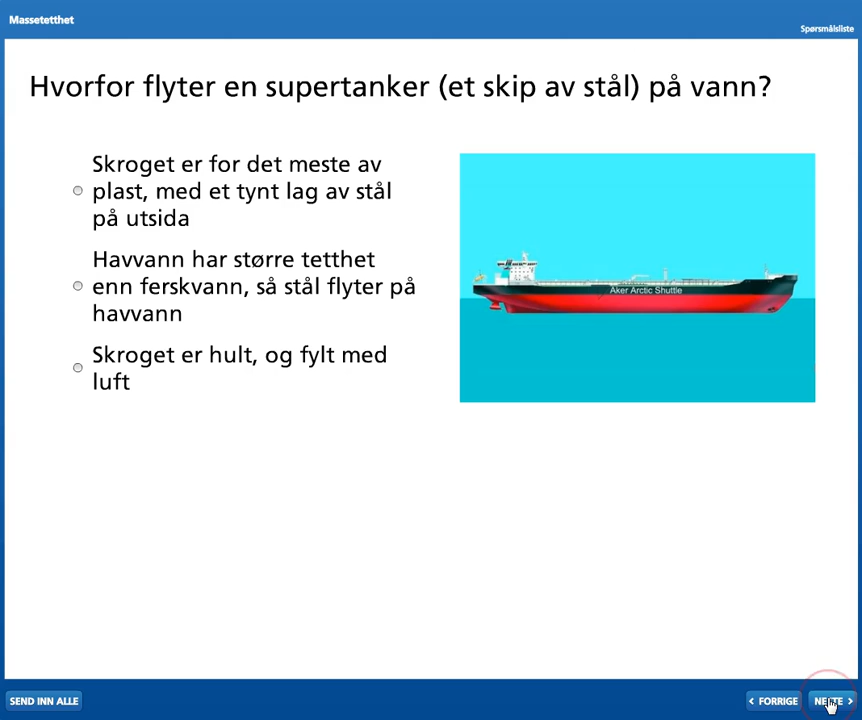 Massetetthet
Spørsmålsliste
Hvorfor flyter en supertanker (et skip av stål) på vann?
Skroget er for det meste av
plast, med et tynt lag av stål
på utsida
Havvann har større tetthet
enn ferskvann, så stål flyter på
havvann
Skroget er hult, og fylt med
luft
Aker Arctic Shuttle
SEND INN ALLE
< FORRIGE
NESTE >